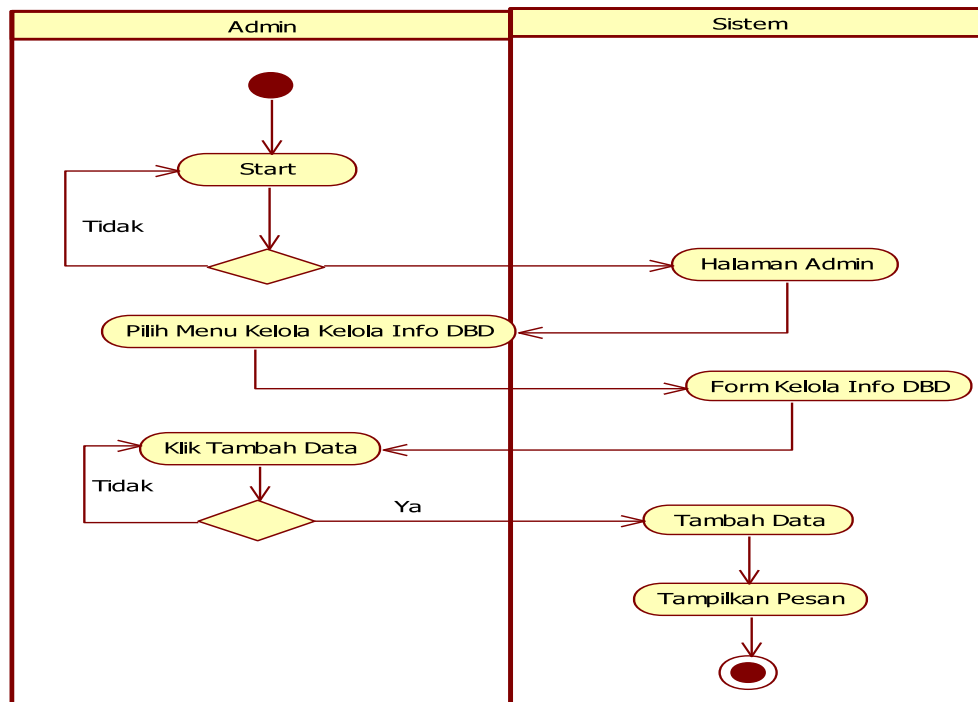 Admin
Sistem
Start
Tidak
Halaman Admin
Pilih Menu Kelola Kelola Info DBD
Form Kelola Info DBD
Klik Tambah Data
Tidak
Ya
Tambah Data
Tampilkan Pesan